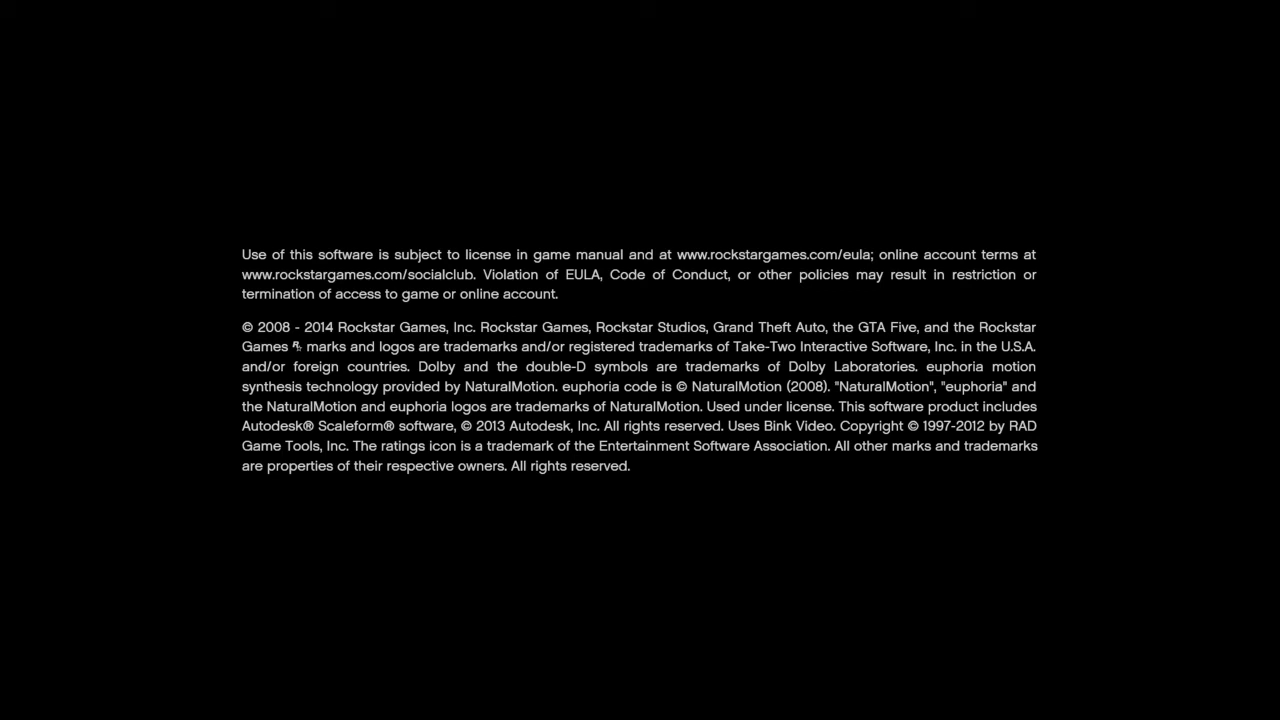 Use of this software is subject to license in game manual and at www.rockstargames.com/eula; online account terms at
www.rockstargames.com/socialclub. Violation of EULA, Code of Conduct, or other policies may result in restriction or
termination of access to game or online account.
© 2008 - 2014 Rockstar Games, Inc. Rockstar Games, Rockstar Studios, Grand Theft Auto, the GTA Five, and the Rockstar
Games R* marks and logos are trademarks and/or registered trademarks of Take-Two Interactive Software, Inc. in the U.S.A.
and/or foreign countries. Dolby and the double-D symbols are trademarks of Dolby Laboratories. euphoria motion
synthesis technology provided by NaturalMotion. euphoria code is © NaturalMotion (2008). "NaturalMotion", "euphoria" and
the NaturalMotion and euphoria logos are trademarks of NaturalMotion. Used under license. This software product includes
Autodesk® Scaleform® software, © 2013 Autodesk, Inc. All rights reserved. Uses Bink Video. Copyright © 1997-2012 by RAD
Game Tools, Inc. The ratings icon is a trademark of the Entertainment Software Association. All other marks and trademarks
are properties of their respective owners. All rights reserved.